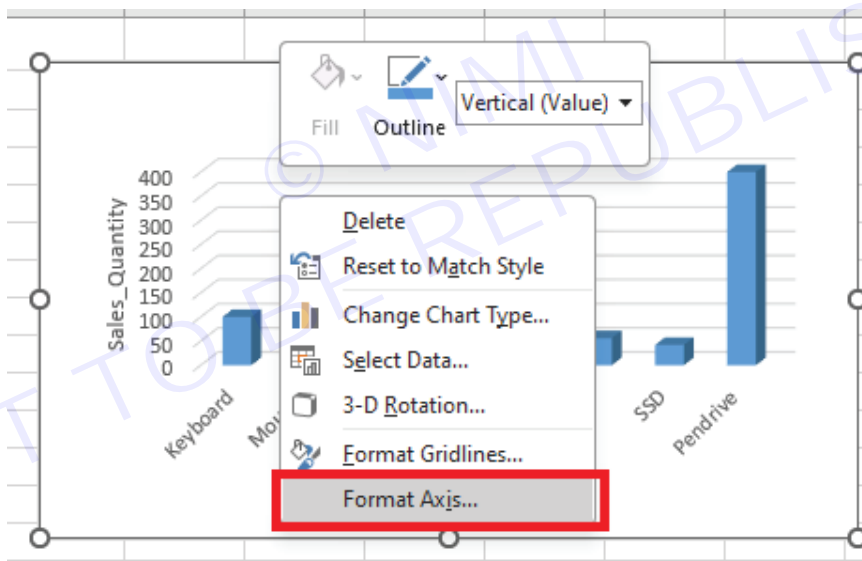 © NIMI
T TO BE REPUBLIS
Fill
Outline
Vertical (Value)
Sales_Quantity
400
350
300
250
200
150
100
50
0
Keyboard
Mou
SSD
Pendrive
Delete
Reset to Match Style
Change Chart Type...
Select Data...
3-D Rotation...
Format Gridlines...
Format Axis...